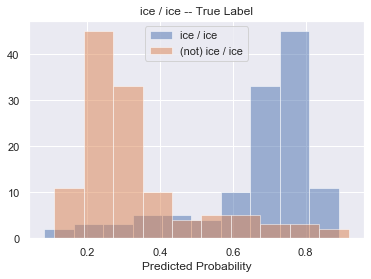 ice / ice -- True Label
ice / ice
(not) ice / ice
40
30
20
10
0
0.2 0.4 0.6 0.8
Predicted Probability